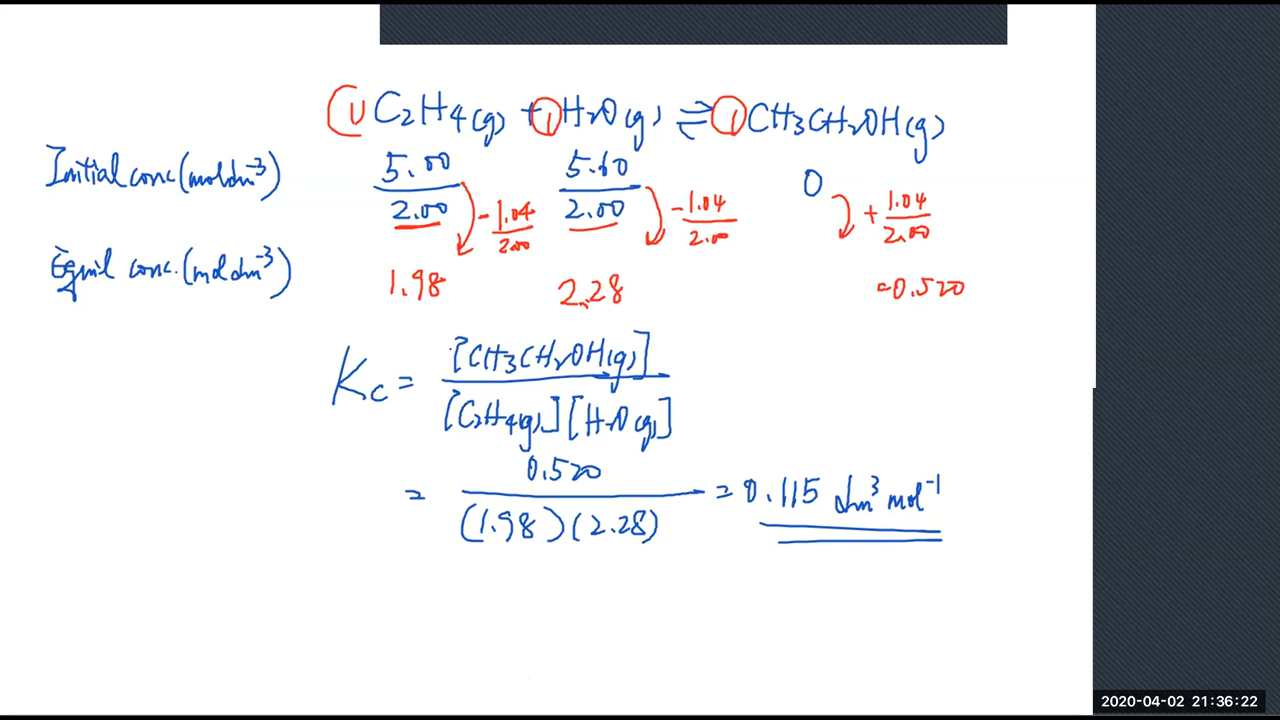 ① C2H4(g) + ① H2O(g) ⇌ ① CH3CH2OH(g)
Initial conc (mol dm⁻³) 5.00/2.00 5.60/2.00 0
-1.04/2.00 -1.04/2.00 +1.04/2.00
Equil conc. (mol dm⁻³) 1.98 2.28 =0.520
Kc = [CH3CH2OH(g)] / [C2H4(g)][H2O(g)]
= 0.520 / (1.98)(2.28) = 0.115 dm³ mol⁻¹
2020-04-02 21:36:22